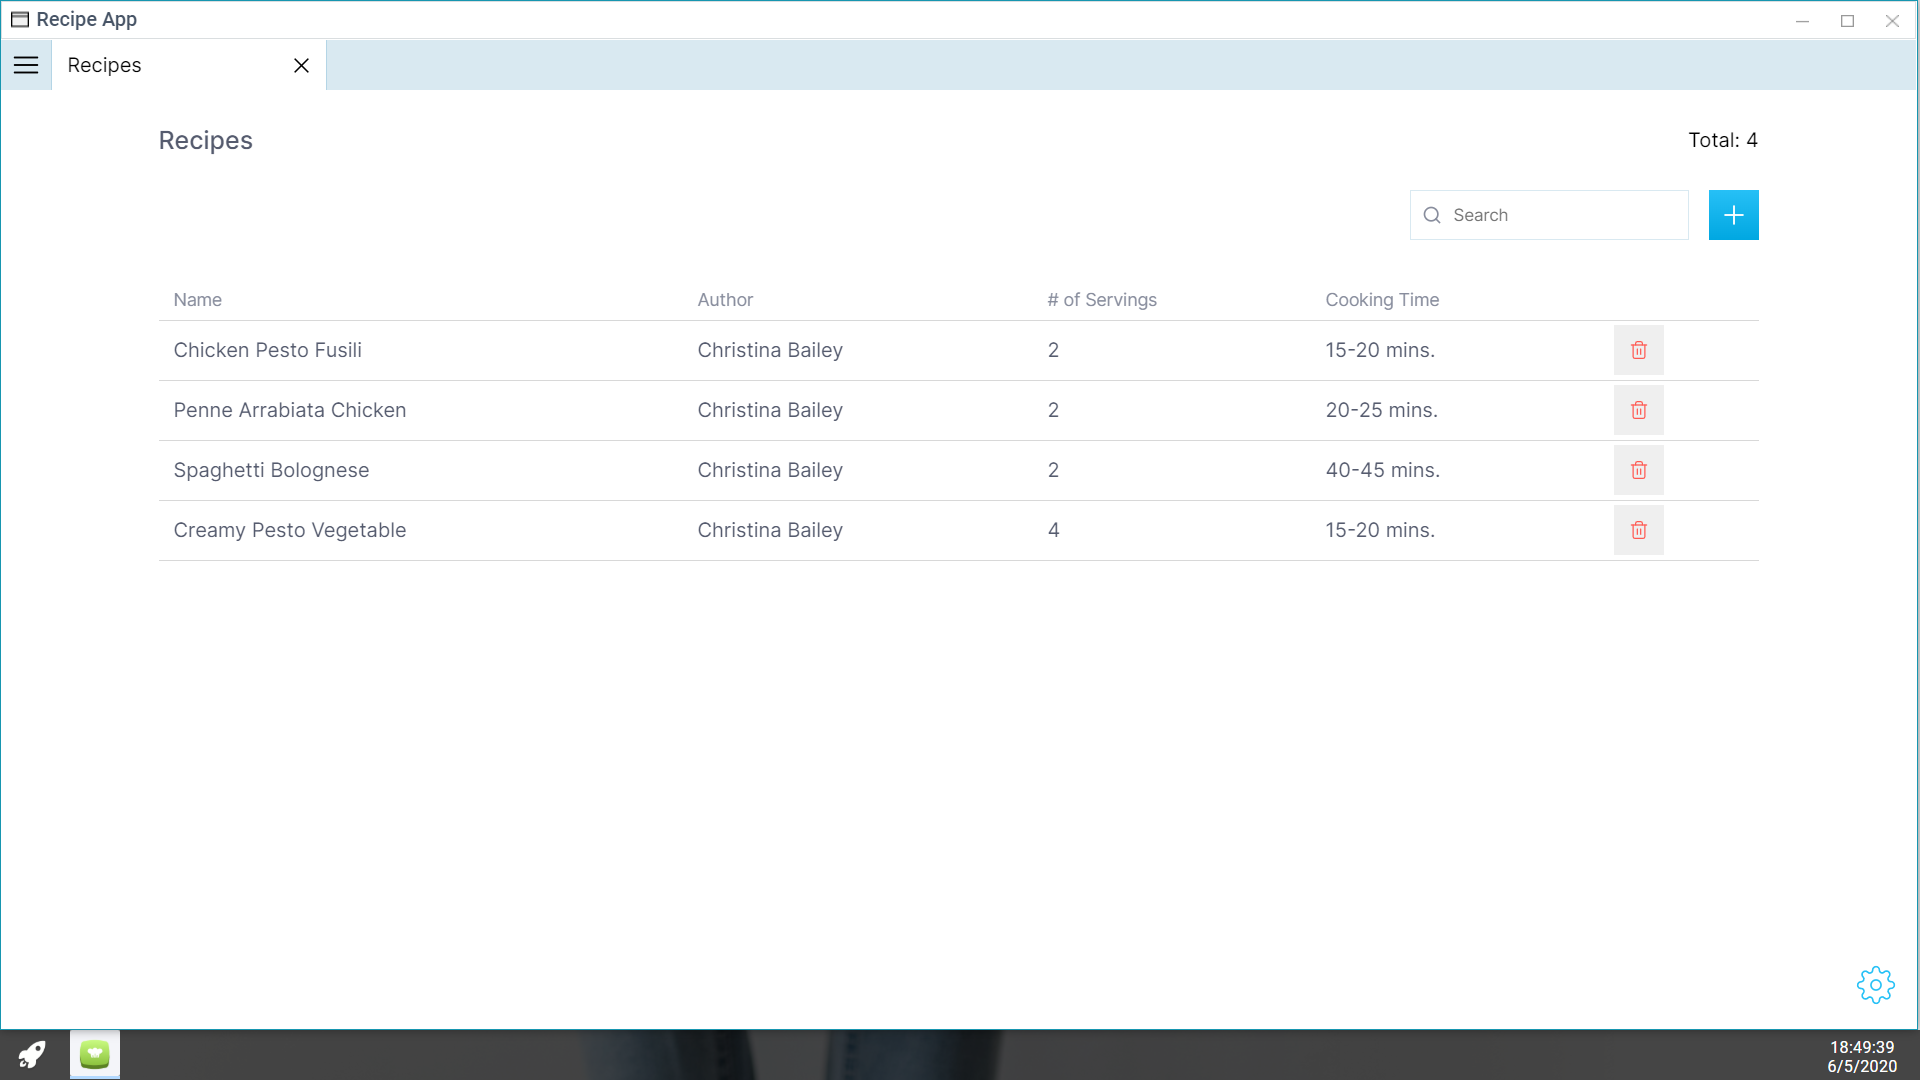 Recipe App
Recipes
Recipes
Total: 4
Search
Name Author # of Servings Cooking Time
Chicken Pesto Fusili Christina Bailey 2 15-20 mins.
Penne Arrabiata Chicken Christina Bailey 2 20-25 mins.
Spaghetti Bolognese Christina Bailey 2 40-45 mins.
Creamy Pesto Vegetable Christina Bailey 4 15-20 mins.
18:49:39
6/5/2020